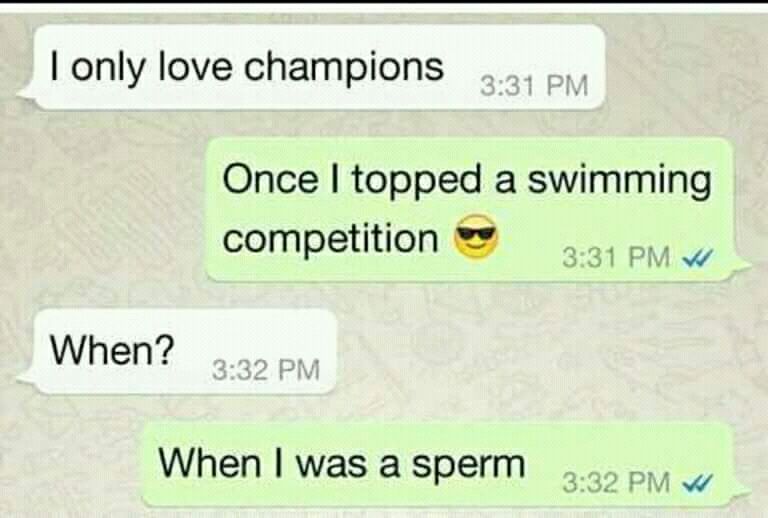 I only love champions 3:31 PM
Once I topped a swimming
competition 😎 3:31 PM
When? 3:32 PM
When I was a sperm 3:32 PM